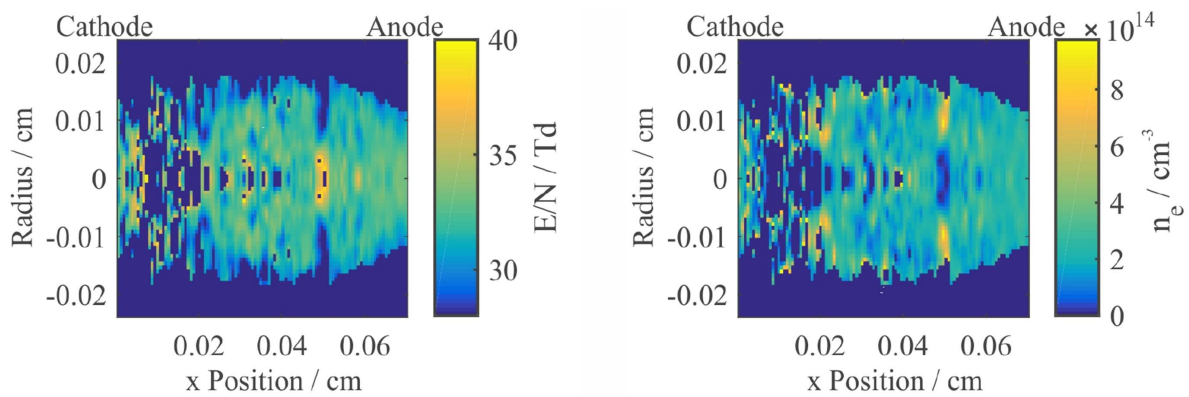 Cathode Anode
0.02
0.01
0
-0.01
-0.02
Radius / cm
0.02 0.04 0.06
x Position / cm
40
35
30
E/N / Td
Cathode Anode × 10^14
0.02
0.01
0
-0.01
-0.02
Radius / cm
0.02 0.04 0.06
x Position / cm
8
6
4
2
0
n_e / cm^-3